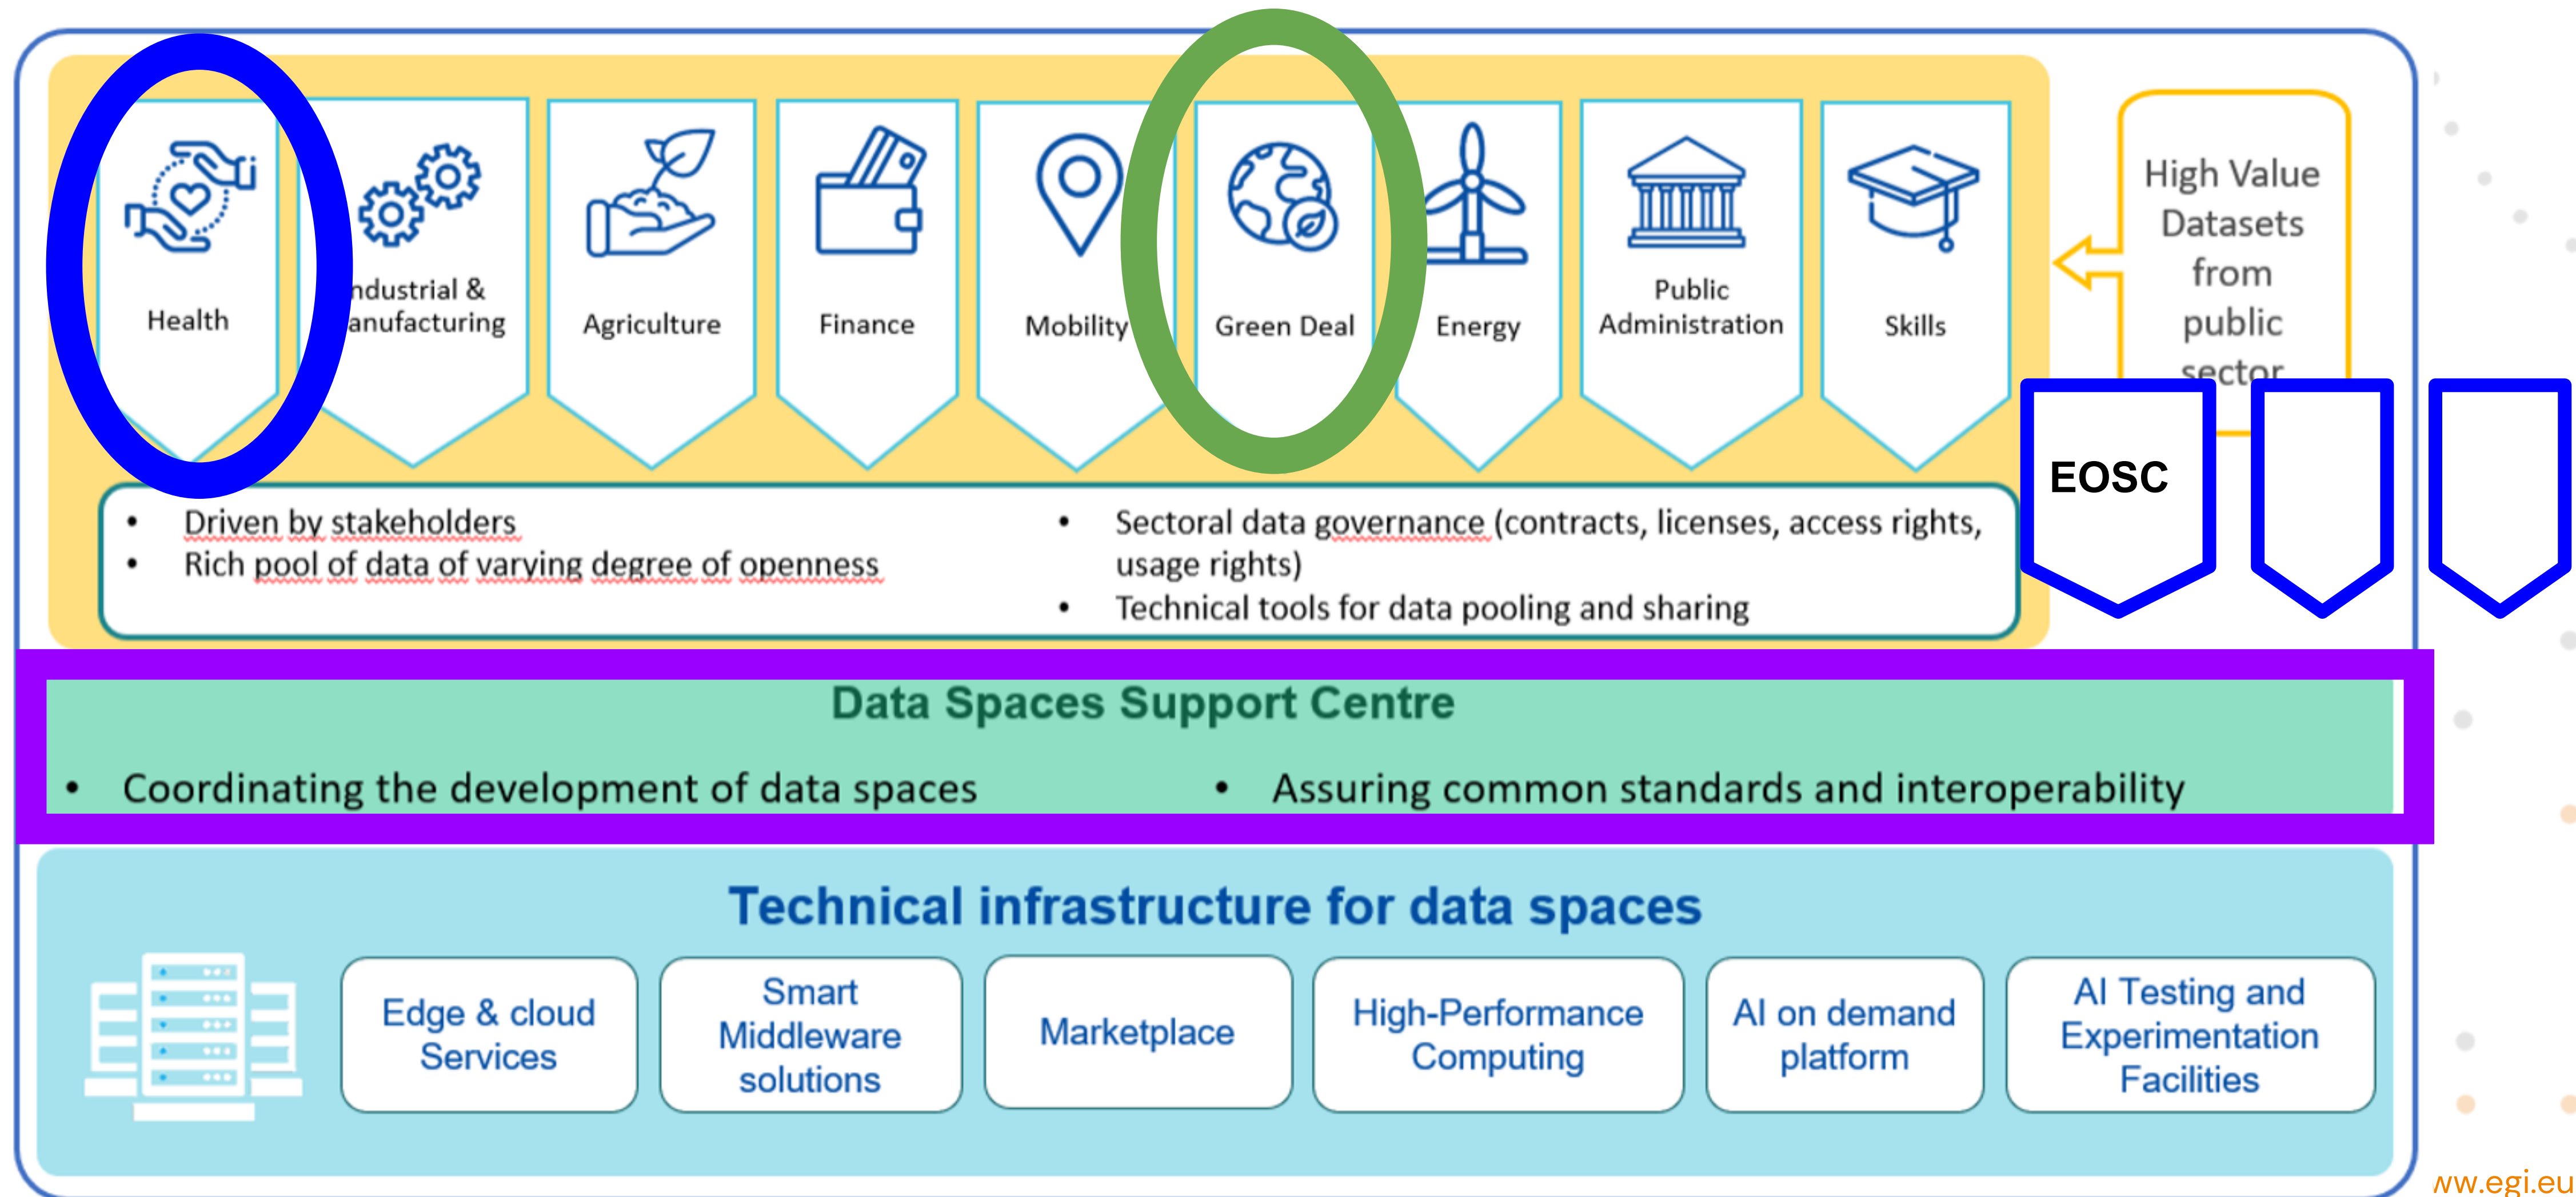 Health
ndustrial &
anufacturing
Agriculture
Finance
Mobility
Green Deal
Energy
Public
Administration
Skills
High Value
Datasets
from
public
sector
EOSC
• Driven by stakeholders
• Rich pool of data of varying degree of openness
• Sectoral data governance (contracts, licenses, access rights,
usage rights)
• Technical tools for data pooling and sharing
Data Spaces Support Centre
• Coordinating the development of data spaces
• Assuring common standards and interoperability
Technical infrastructure for data spaces
Edge & cloud
Services
Smart
Middleware
solutions
Marketplace
High-Performance
Computing
AI on demand
platform
AI Testing and
Experimentation
Facilities
ww.egi.eu